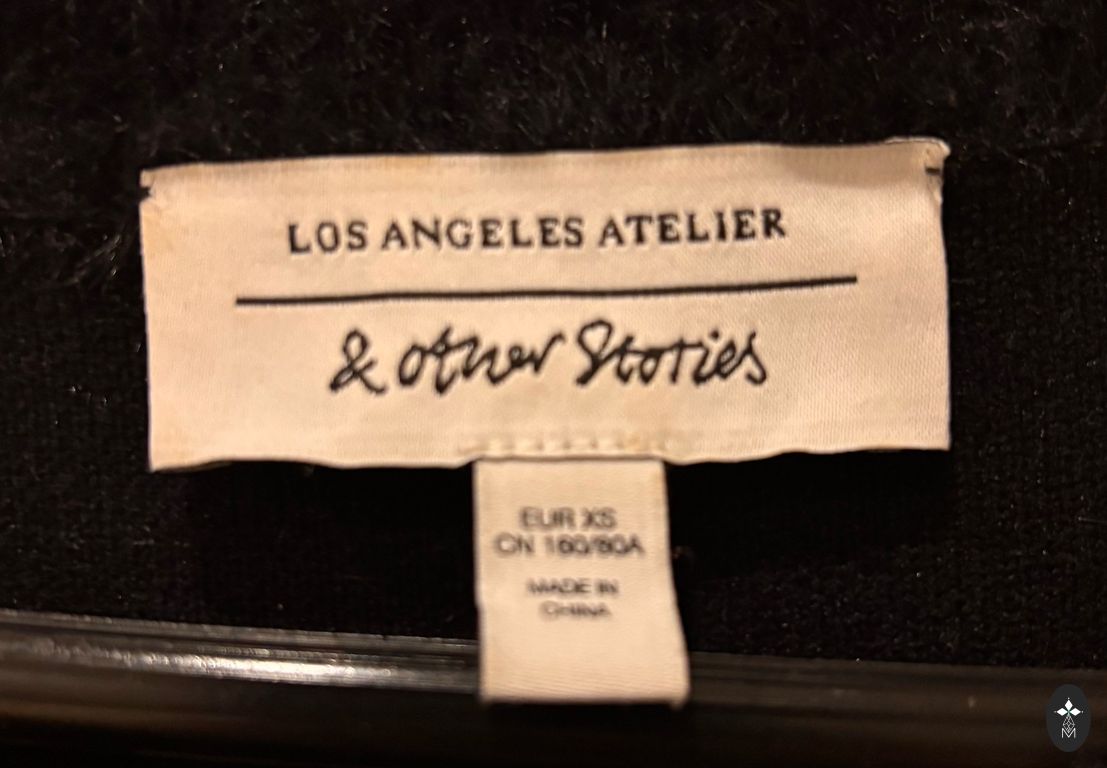 LOS ANGELES ATELIER
& other Stories
EUR XS
CN 160/80A
MADE IN
CHINA
M